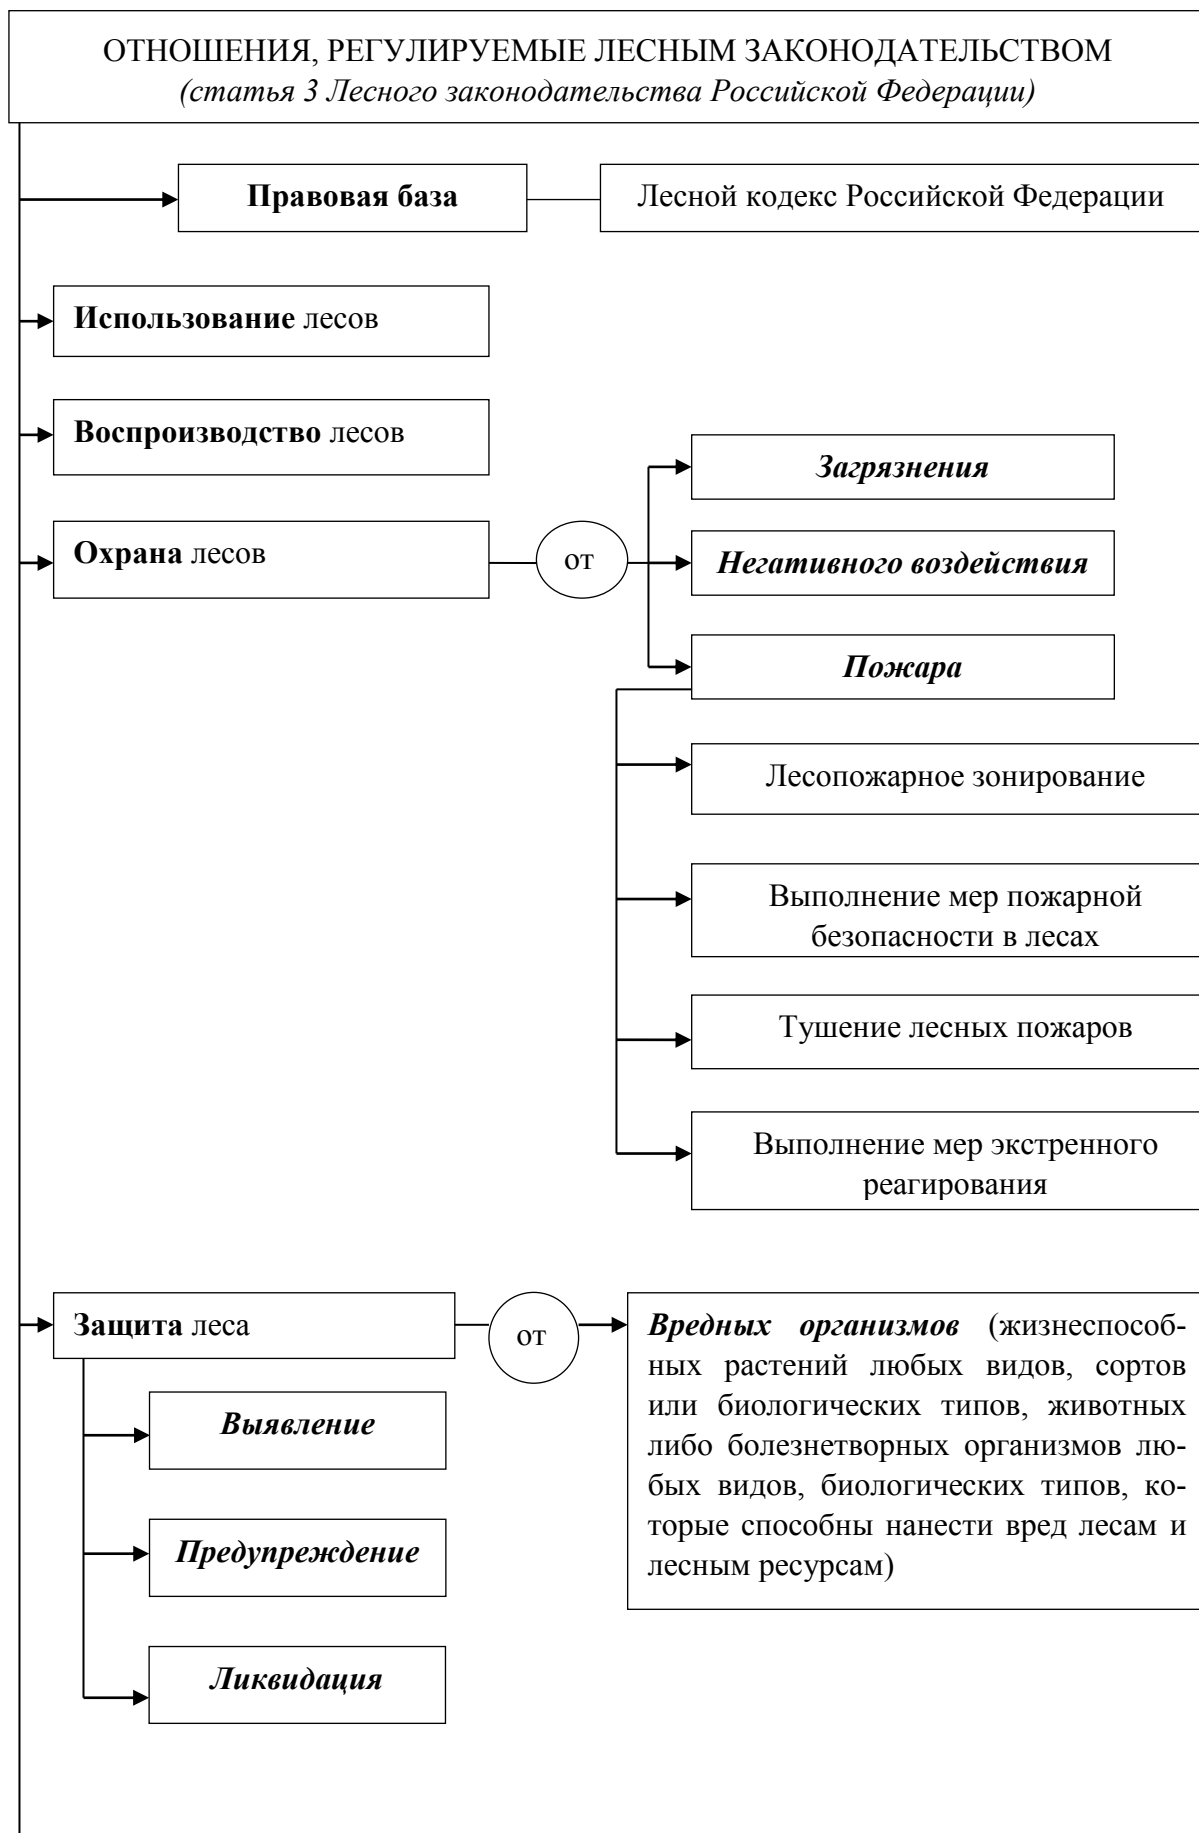 ОТНОШЕНИЯ, РЕГУЛИРУЕМЫЕ ЛЕСНЫМ ЗАКОНОДАТЕЛЬСТВОМ
(статья 3 Лесного законодательства Российской Федерации)
Правовая база
Лесной кодекс Российской Федерации
Использование лесов
Воспроизводство лесов
Охрана лесов
от
Загрязнения
Негативного воздействия
Пожара
Лесопожарное зонирование
Выполнение мер пожарной
безопасности в лесах
Тушение лесных пожаров
Выполнение мер экстренного
реагирования
Защита леса
от
Вредных организмов (жизнеспособ-
ных растений любых видов, сортов
или биологических типов, животных
либо болезнетворных организмов лю-
бых видов, биологических типов, ко-
торые способны нанести вред лесам и
лесным ресурсам)
Выявление
Предупреждение
Ликвидация